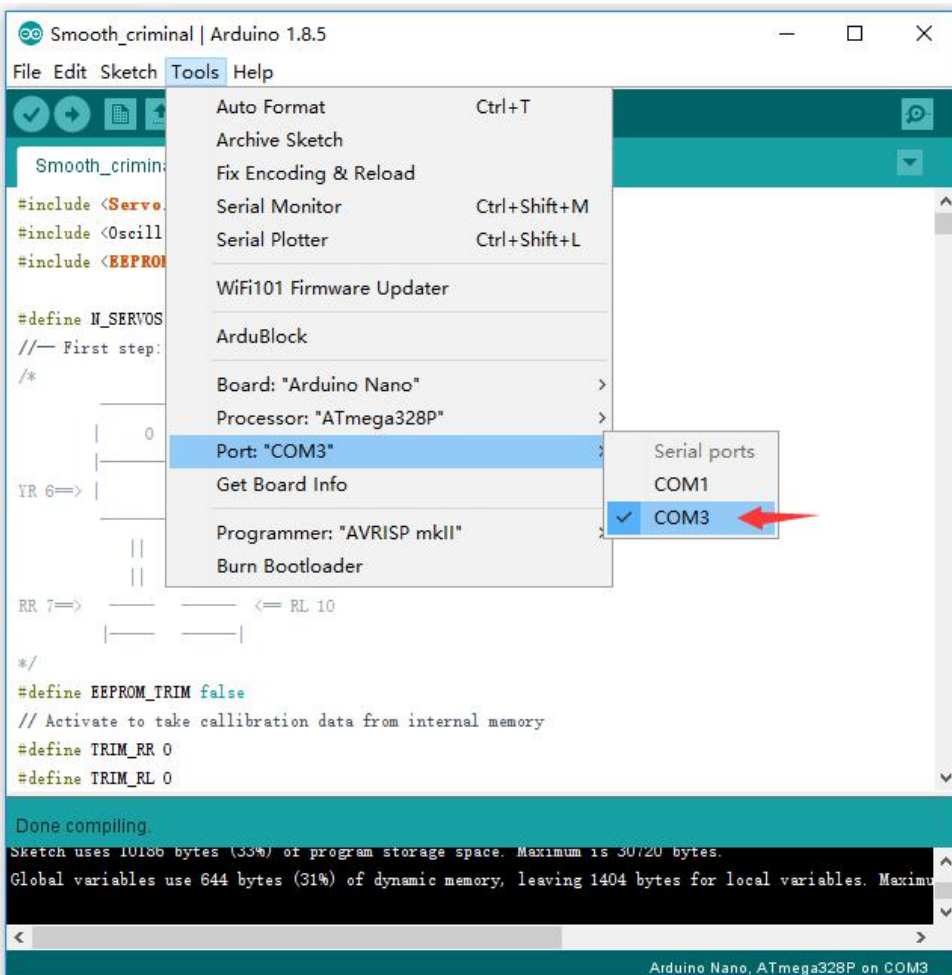 Smooth_criminal | Arduino 1.8.5
File Edit Sketch Tools Help
Auto Format Ctrl+T
Archive Sketch
Fix Encoding & Reload
Serial Monitor Ctrl+Shift+M
Serial Plotter Ctrl+Shift+L
WiFi101 Firmware Updater
ArduBlock
Board: "Arduino Nano"
Processor: "ATmega328P"
Port: "COM3"
Get Board Info
Programmer: "AVRISP mkII"
Burn Bootloader
Serial ports
COM1
COM3
Smooth_crimina
#include <Servo.
#include <Oscill
#include <EEPROM
#define N_SERVOS
//— First step:
/*
| 0
|——
YR 6==> |
||
||
RR 7==> —— —— <== RL 10
|—— ——|
*/
#define EEPROM_TRIM false
// Activate to take callibration data from internal memory
#define TRIM_RR 0
#define TRIM_RL 0
Done compiling.
Sketch uses 10186 bytes (33%) of program storage space. Maximum is 30720 bytes.
Global variables use 644 bytes (31%) of dynamic memory, leaving 1404 bytes for local variables. Maximu
Arduino Nano, ATmega328P on COM3